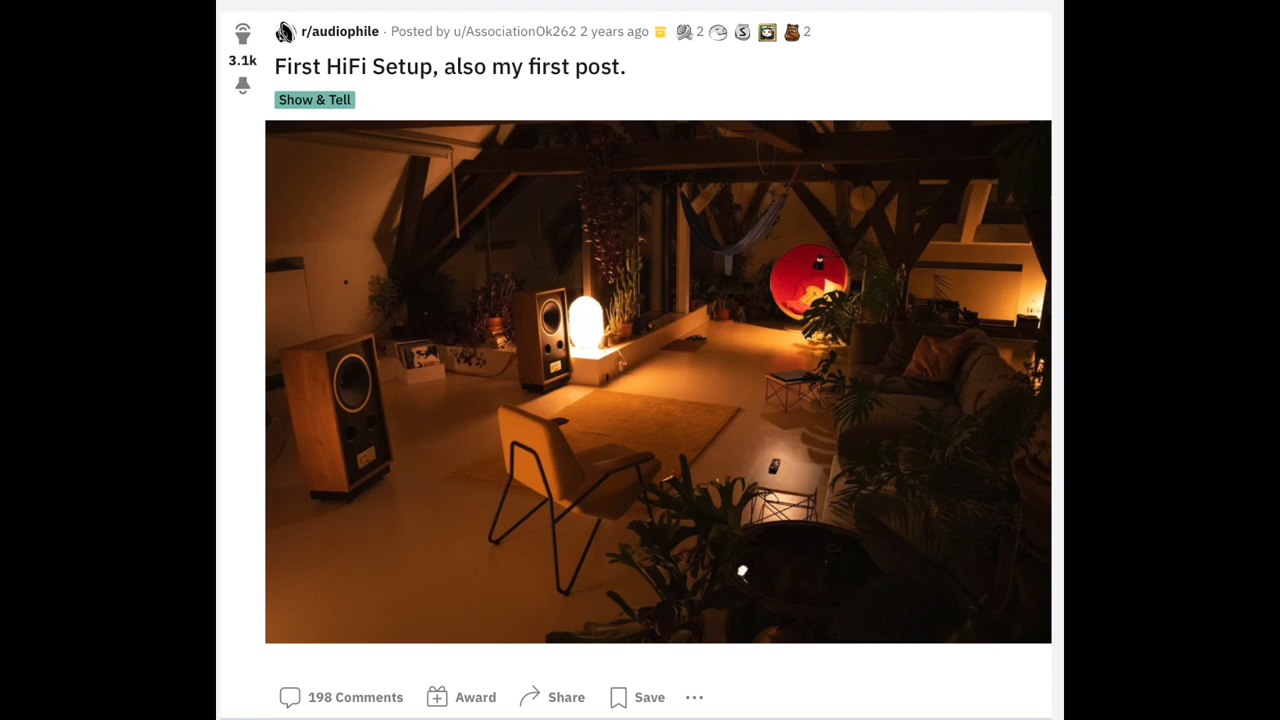 r/audiophile · Posted by u/AssociationOk262 2 years ago 2 2
3.1k
First HiFi Setup, also my first post.
Show & Tell
198 Comments Award Share Save ...